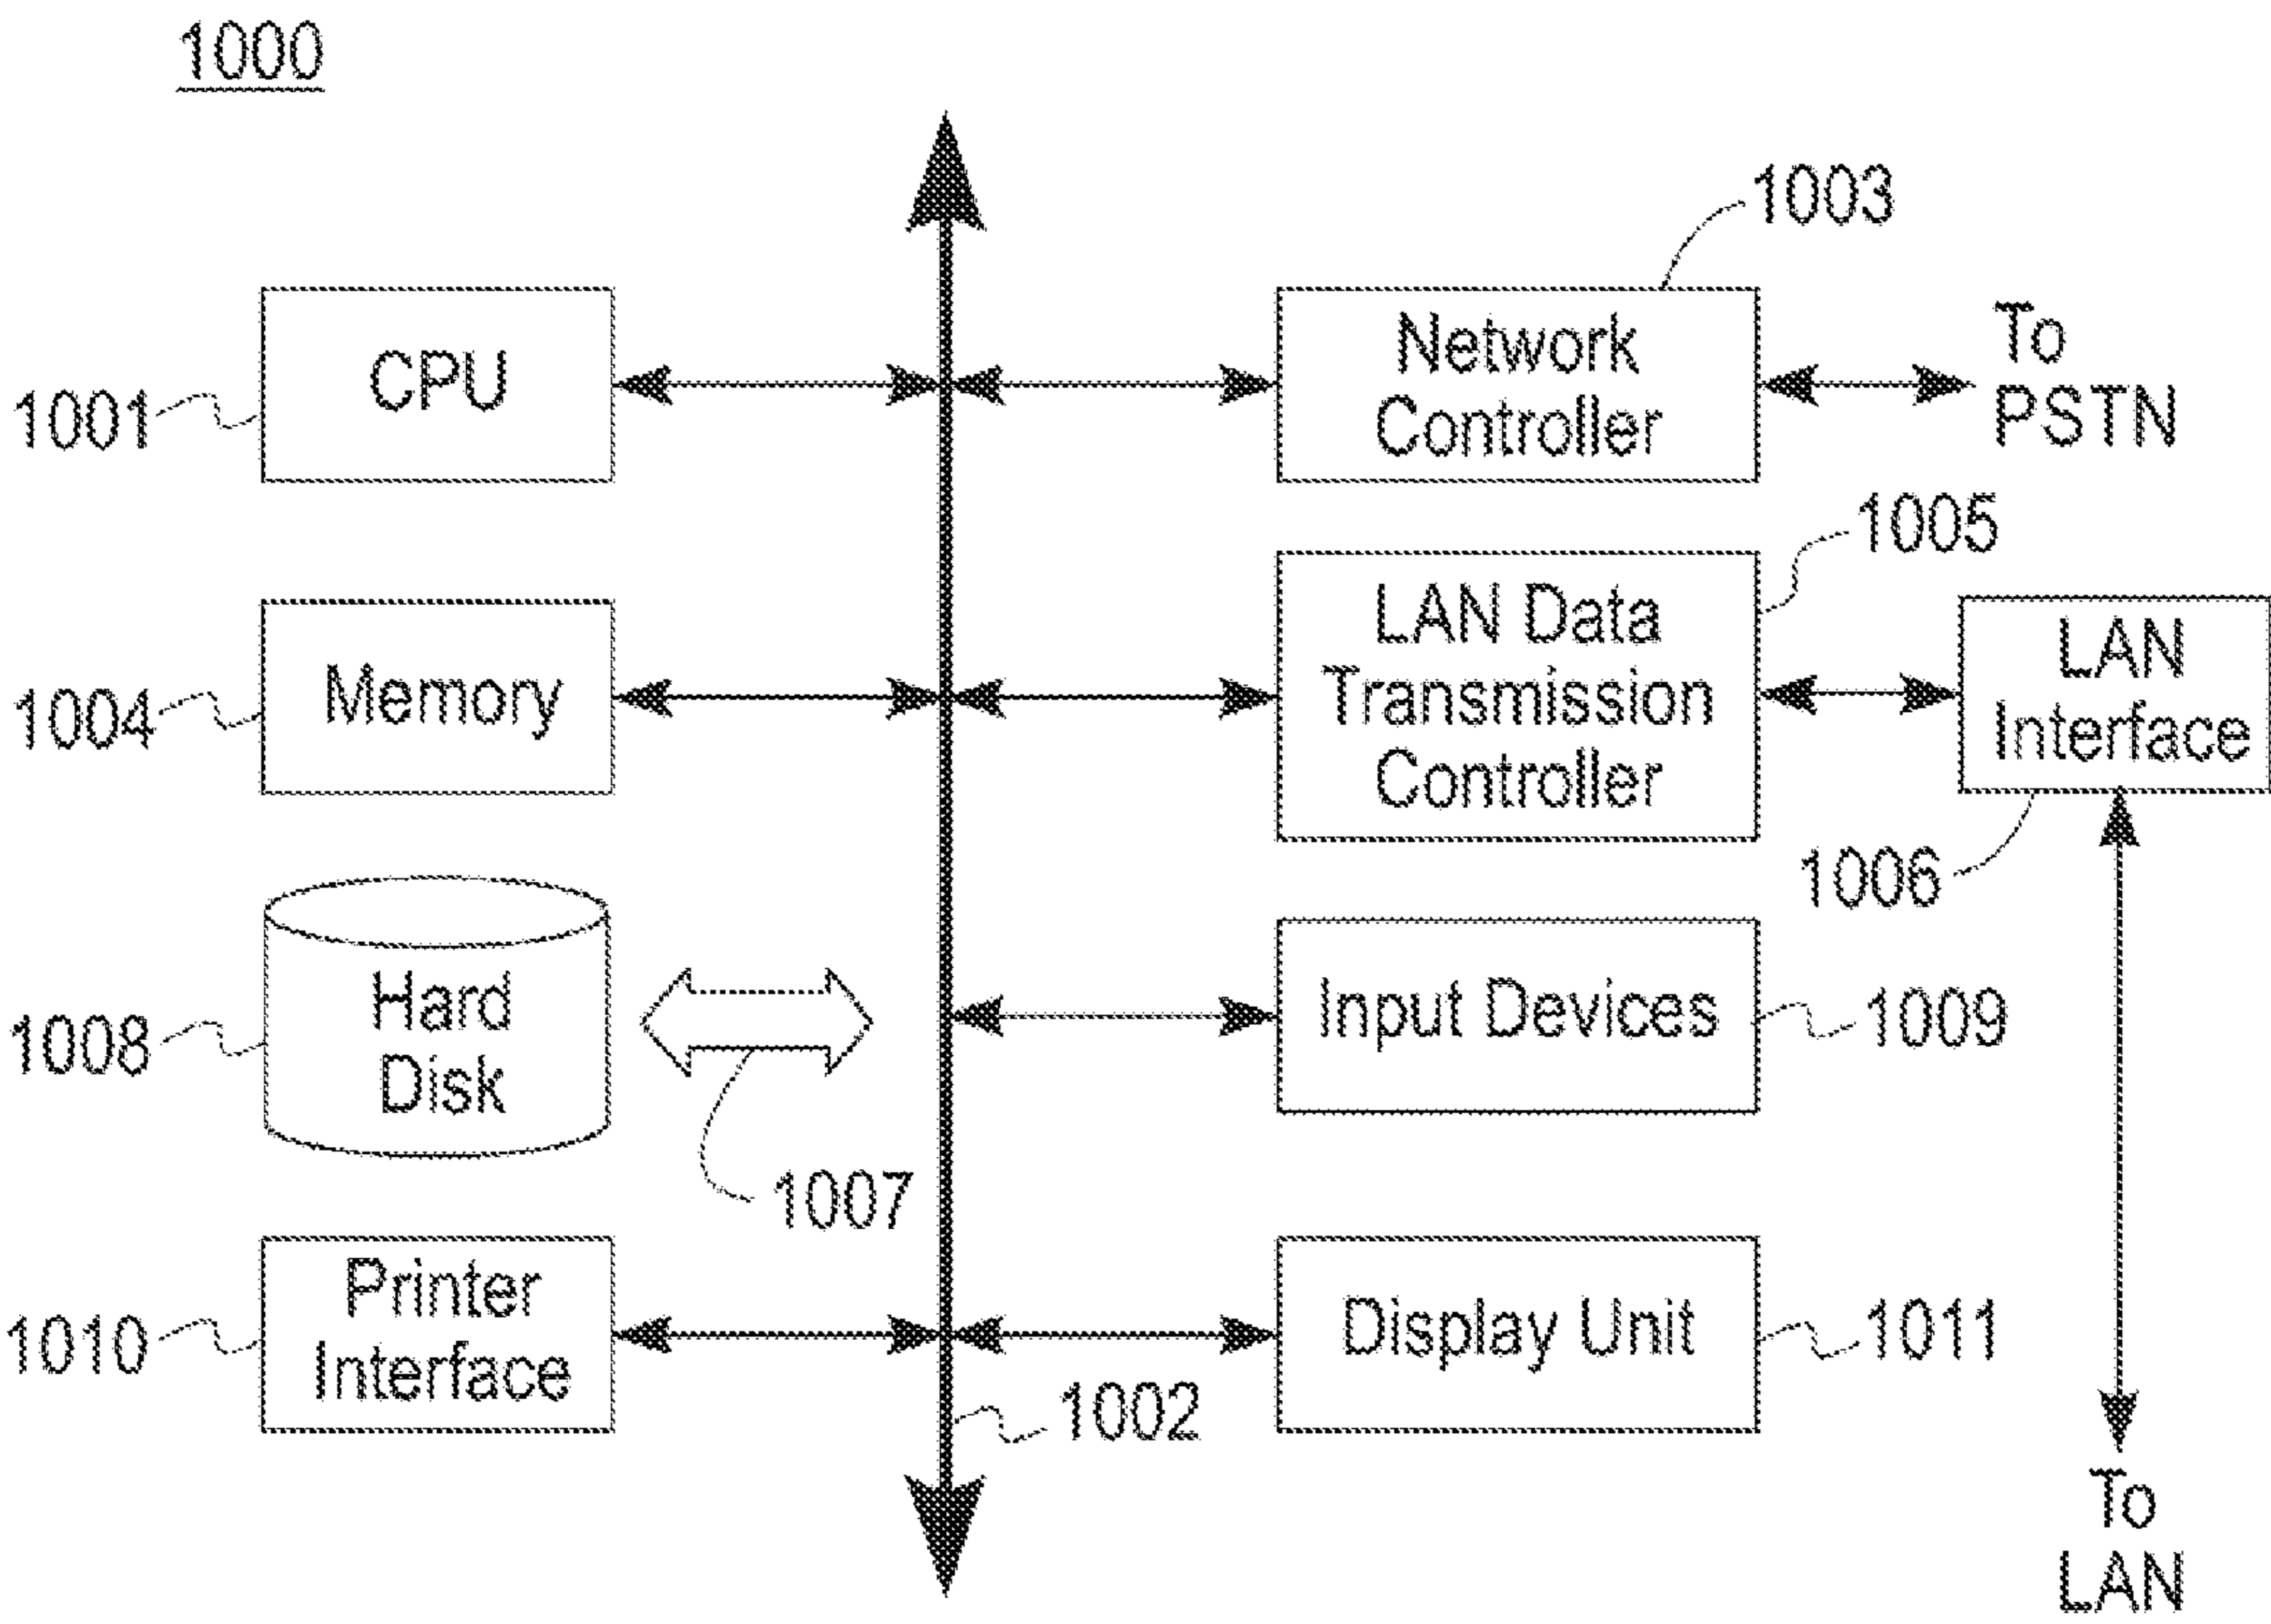 1000
1003
CPU
Network
Controller
To
PSTN
1001
1005
LAN Data
Transmission
Controller
LAN
Interface
Memory
1004
1006
Hard
Disk
1008
Input Devices
1009
1007
Printer
Interface
1010
Display Unit
1011
1002
To
LAN